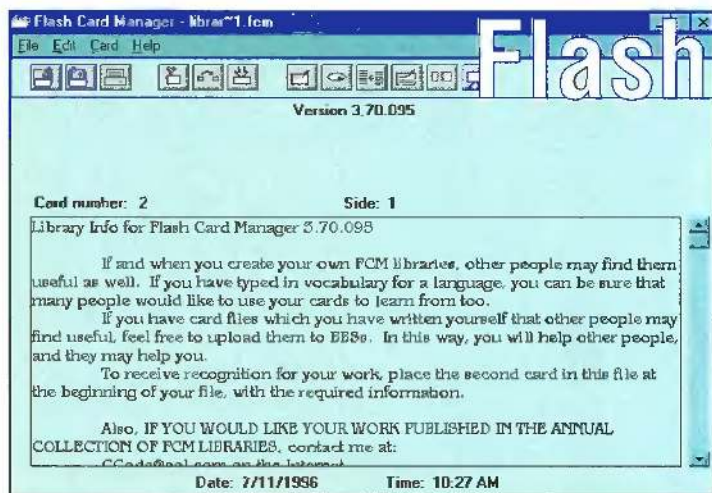 Flash Card Manager - librar~1.fcm
Flash
File Edit Card Help
Version 3.70.095
Card number: 2 Side: 1
Library Info for Flash Card Manager 3.70.095
If and when you create your own FCM libraries, other people may find them
useful as well. If you have typed in vocabulary for a language, you can be sure that
many people would like to use your cards to learn from too.
If you have card files which you have written yourself that other people may
find useful, feel free to upload them to BBSs. In this way, you will help other people,
and they may help you.
To receive recognition for your work, place the second card in this file at
the beginning of your file, with the required information.
Also, IF YOU WOULD LIKE YOUR WORK PUBLISHED IN THE ANNUAL
COLLECTION OF FCM LIBRARIES, contact me at:
on the Internet
Date: 7/11/1996 Time: 10:27 AM